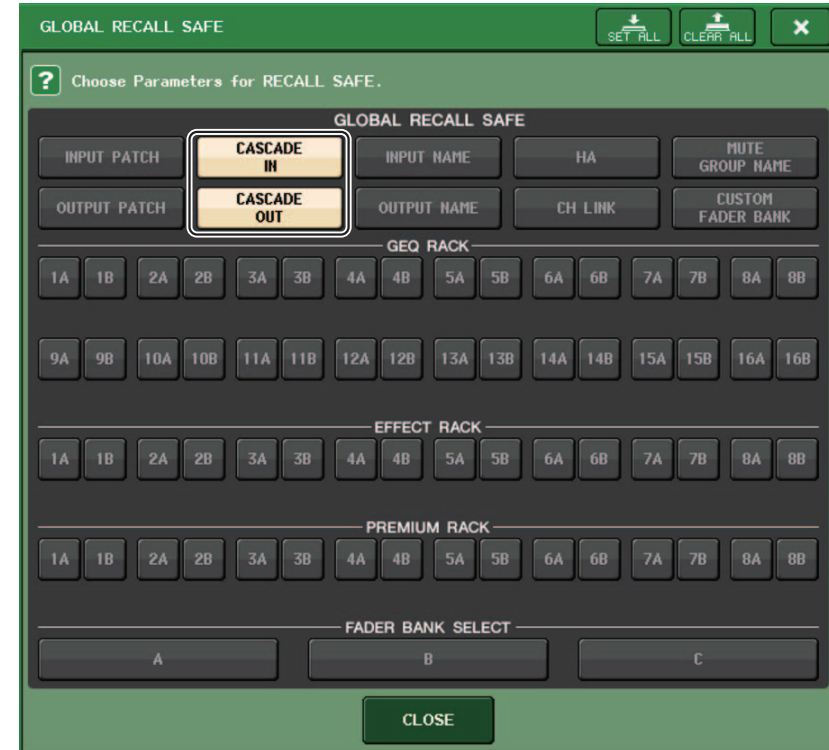 GLOBAL RECALL SAFE
SET ALL
CLEAR ALL
?
Choose Parameters for RECALL SAFE.
GLOBAL RECALL SAFE
INPUT PATCH
CASCADE
IN
INPUT NAME
HA
MUTE
GROUP NAME
OUTPUT PATCH
CASCADE
OUT
OUTPUT NAME
CH LINK
CUSTOM
FADER BANK
GEQ RACK
1A 1B 2A 2B 3A 3B 4A 4B 5A 5B 6A 6B 7A 7B 8A 8B
9A 9B 10A 10B 11A 11B 12A 12B 13A 13B 14A 14B 15A 15B 16A 16B
EFFECT RACK
1A 1B 2A 2B 3A 3B 4A 4B 5A 5B 6A 6B 7A 7B 8A 8B
PREMIUM RACK
1A 1B 2A 2B 3A 3B 4A 4B 5A 5B 6A 6B 7A 7B 8A 8B
FADER BANK SELECT
A B C
CLOSE